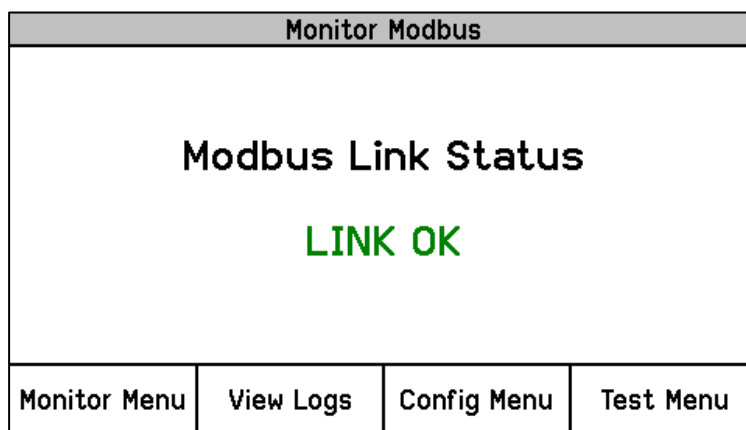 Monitor Modbus
Modbus Link Status
LINK OK
Monitor Menu View Logs Config Menu Test Menu